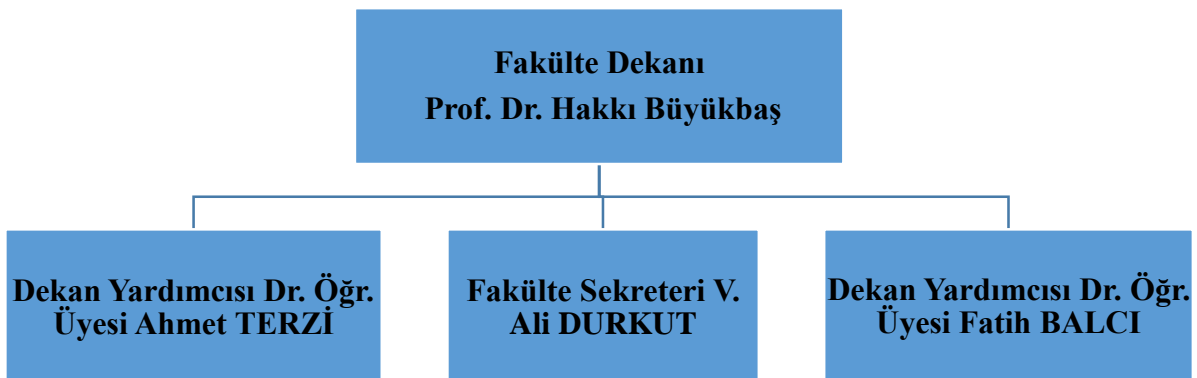 Fakülte Dekanı
Prof. Dr. Hakkı Büyükbaş
Dekan Yardımcısı Dr. Öğr.
Üyesi Ahmet TERZİ
Fakülte Sekreteri V.
Ali DURKUT
Dekan Yardımcısı Dr. Öğr.
Üyesi Fatih BALCI